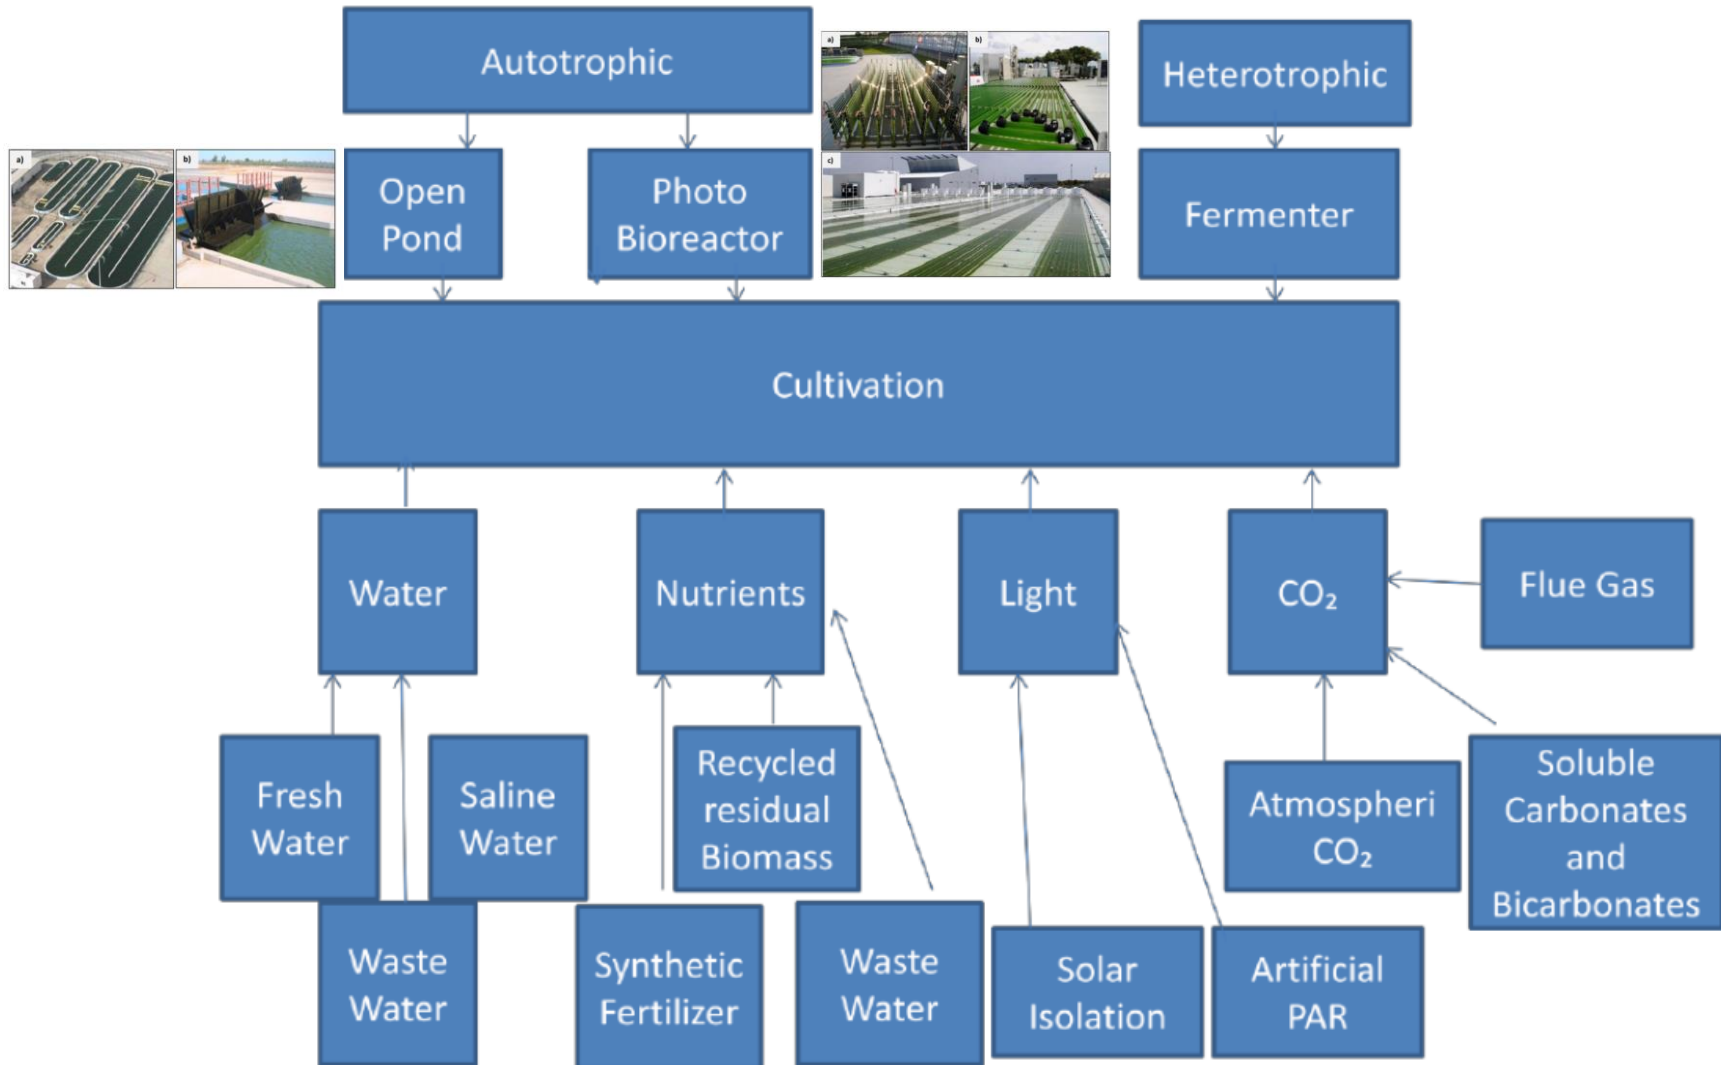 Autotrophic
a)
b)
Heterotrophic
a)
b)
Open
Pond
Photo
Bioreactor
c)
Fermenter
Cultivation
Water
Nutrients
Light
CO₂
Flue Gas
Fresh
Water
Saline
Water
Recycled
residual
Biomass
Atmospheri
CO₂
Soluble
Carbonates
and
Bicarbonates
Waste
Water
Synthetic
Fertilizer
Waste
Water
Solar
Isolation
Artificial
PAR